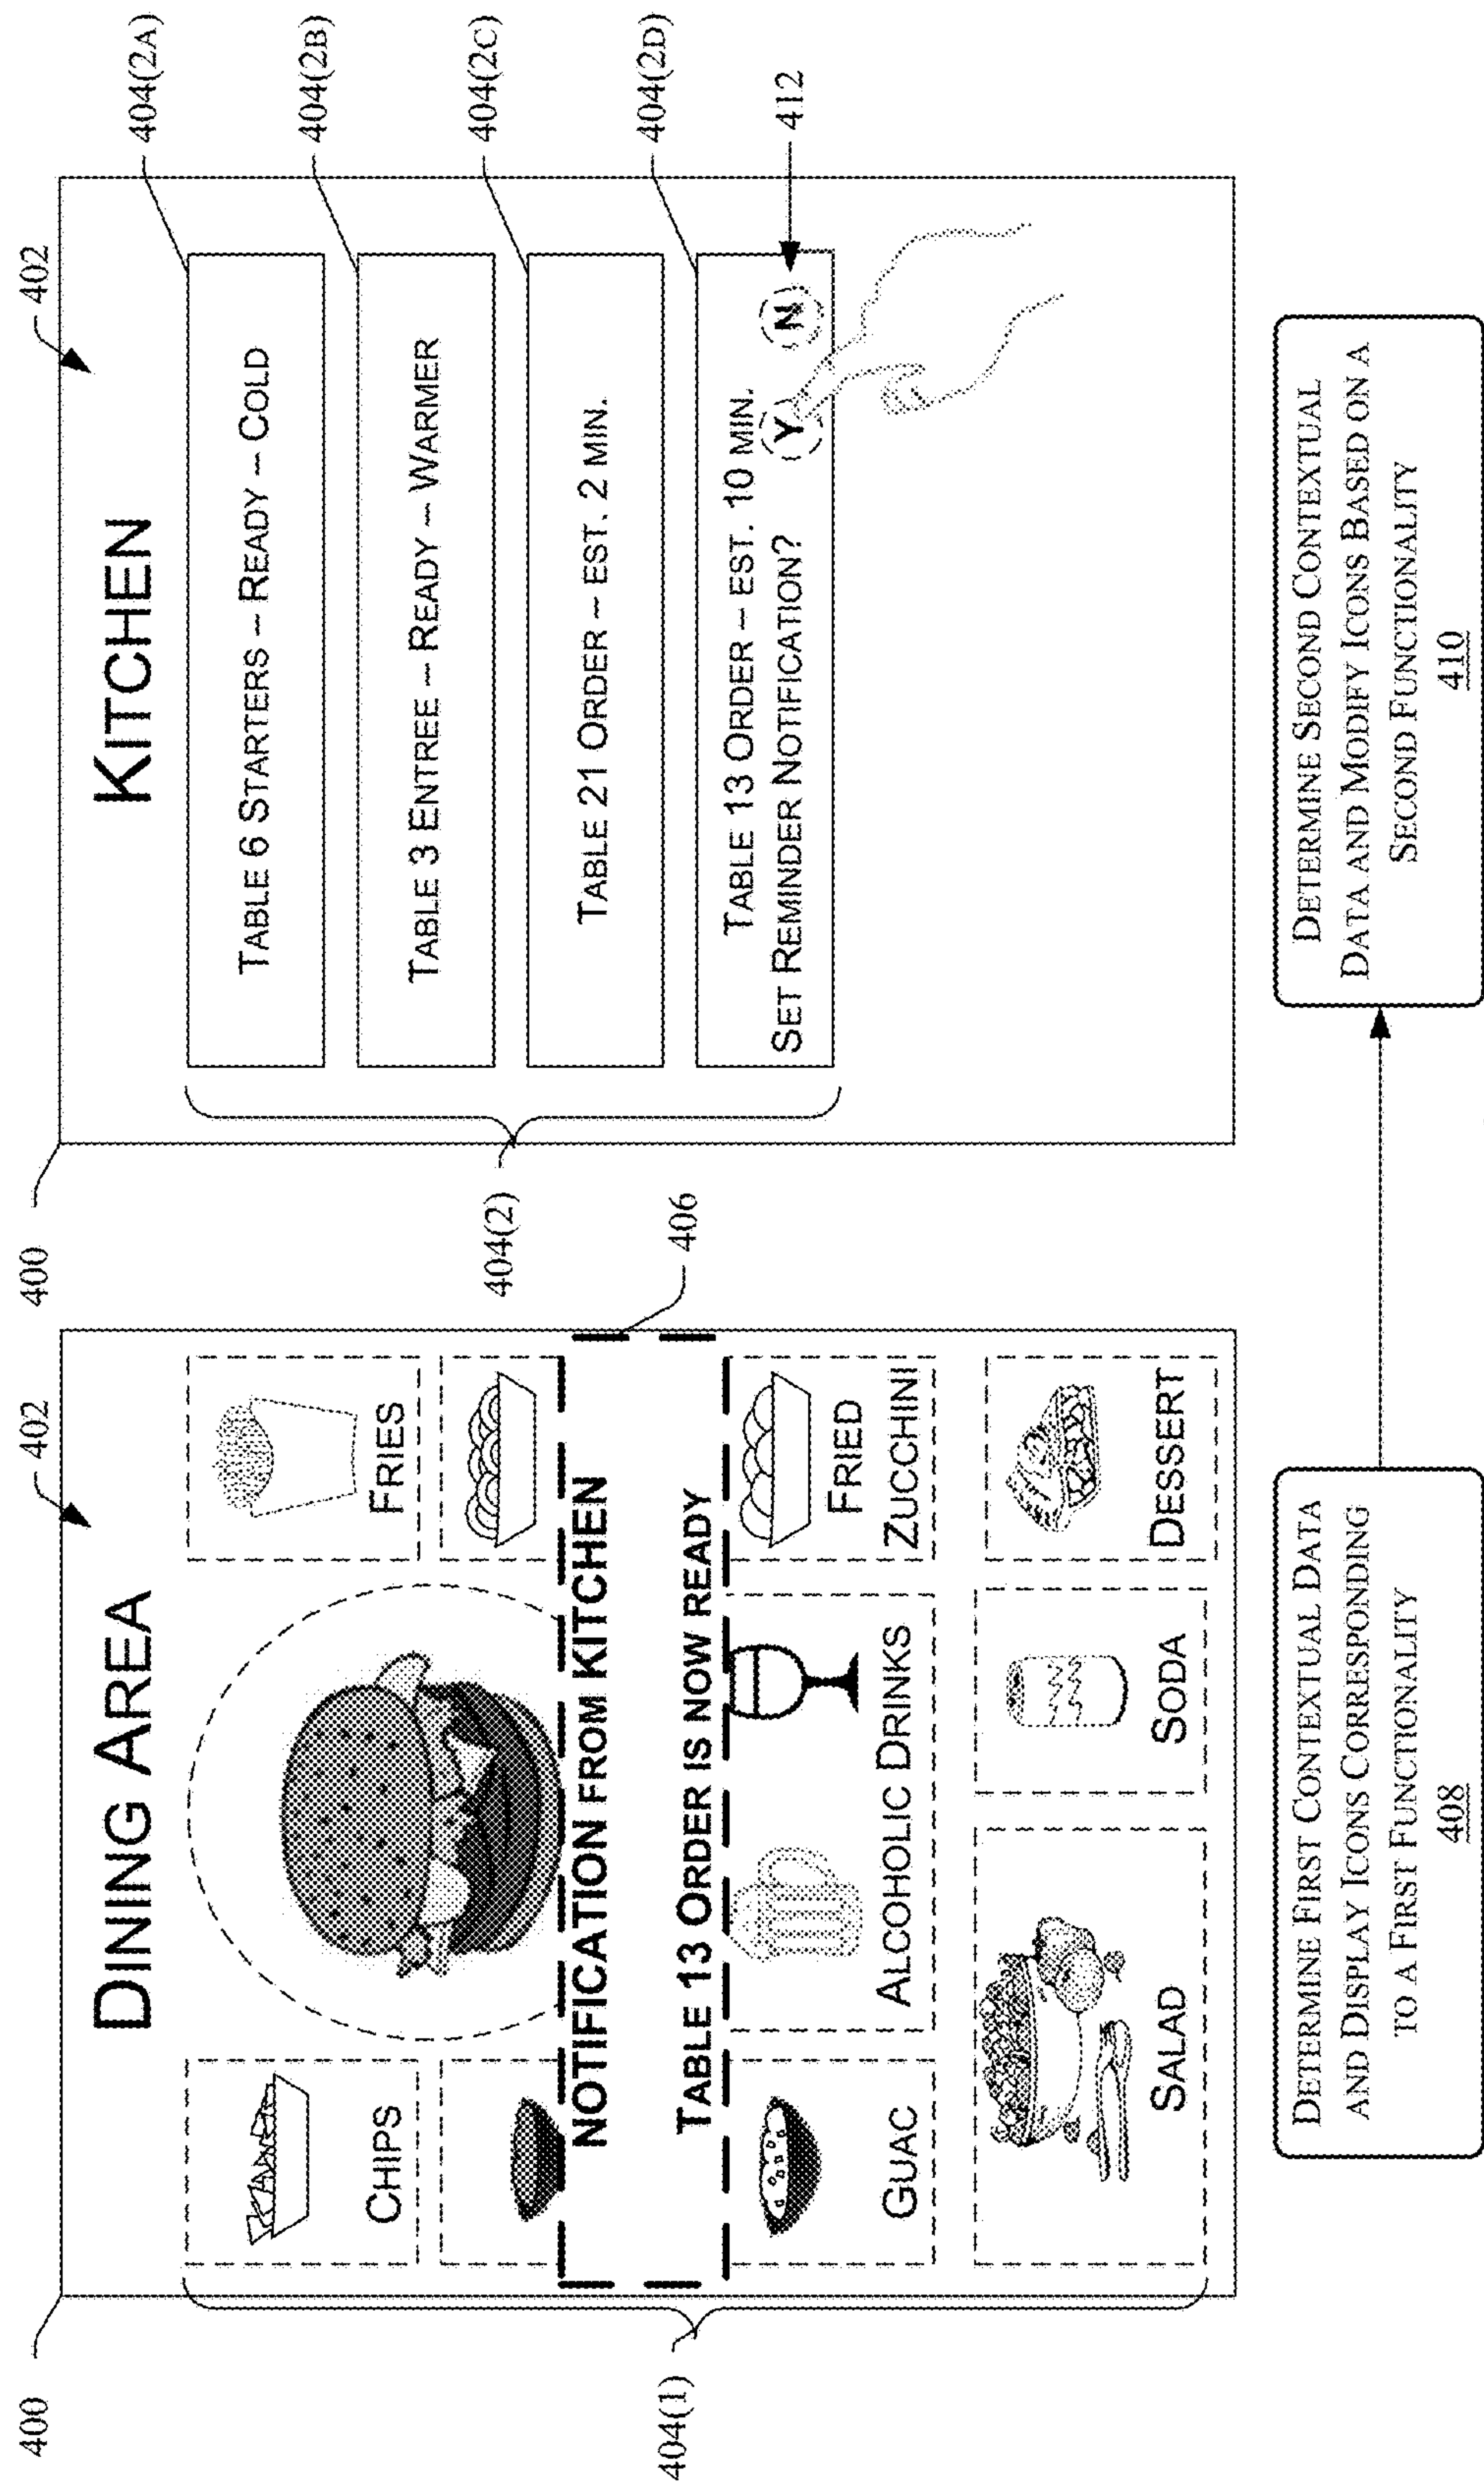 400
402
DINING AREA
CHIPS
FRIES
NOTIFICATION FROM KITCHEN
TABLE 13 ORDER IS NOW READY
406
404(1)
GUAC
ALCOHOLIC DRINKS
FRIED
ZUCCHINI
SALAD
SODA
DESSERT
DETERMINE FIRST CONTEXTUAL DATA
AND DISPLAY ICONS CORRESPONDING
TO A FIRST FUNCTIONALITY
408
400
402
KITCHEN
404(2A)
TABLE 6 STARTERS – READY – COLD
404(2B)
TABLE 3 ENTREE – READY – WARMER
404(2)
404(2C)
TABLE 21 ORDER – EST. 2 MIN.
404(2D)
TABLE 13 ORDER – EST. 10 MIN.
SET REMINDER NOTIFICATION? Y N
412
DETERMINE SECOND CONTEXTUAL
DATA AND MODIFY ICONS BASED ON A
SECOND FUNCTIONALITY
410